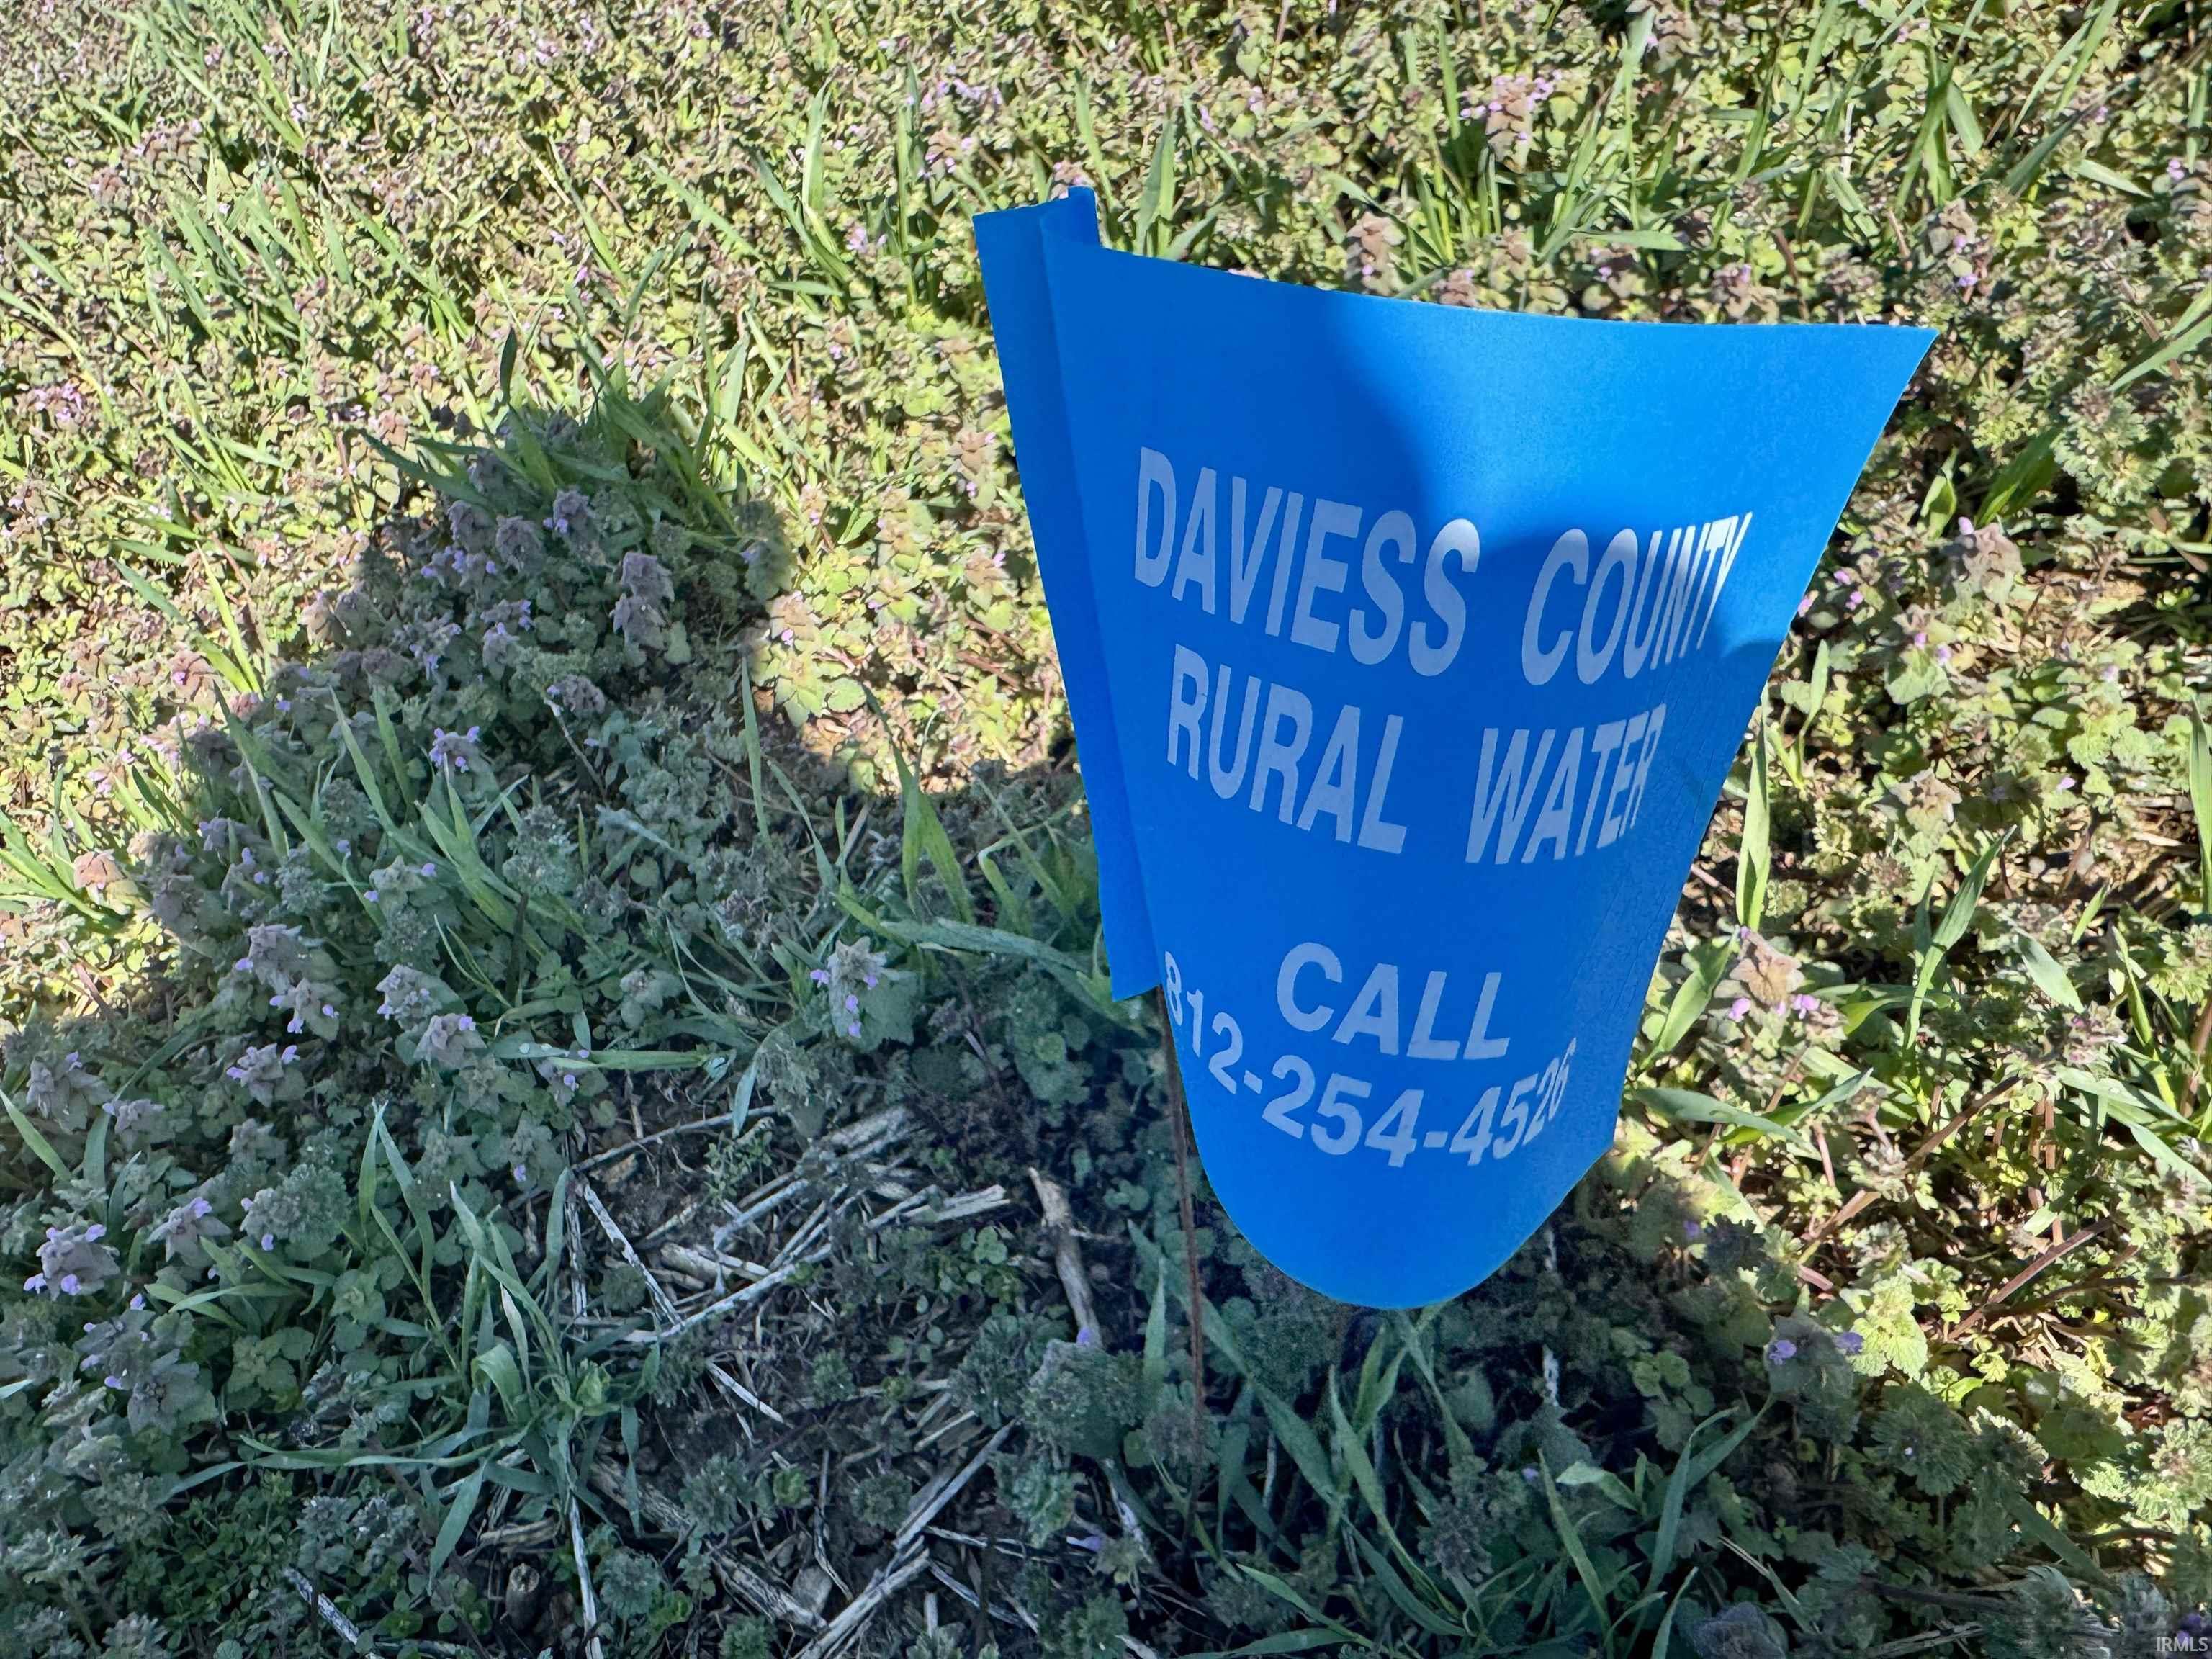 DAVIESS COUNTY
RURAL WATER
CALL
812-254-4526
IRMLS